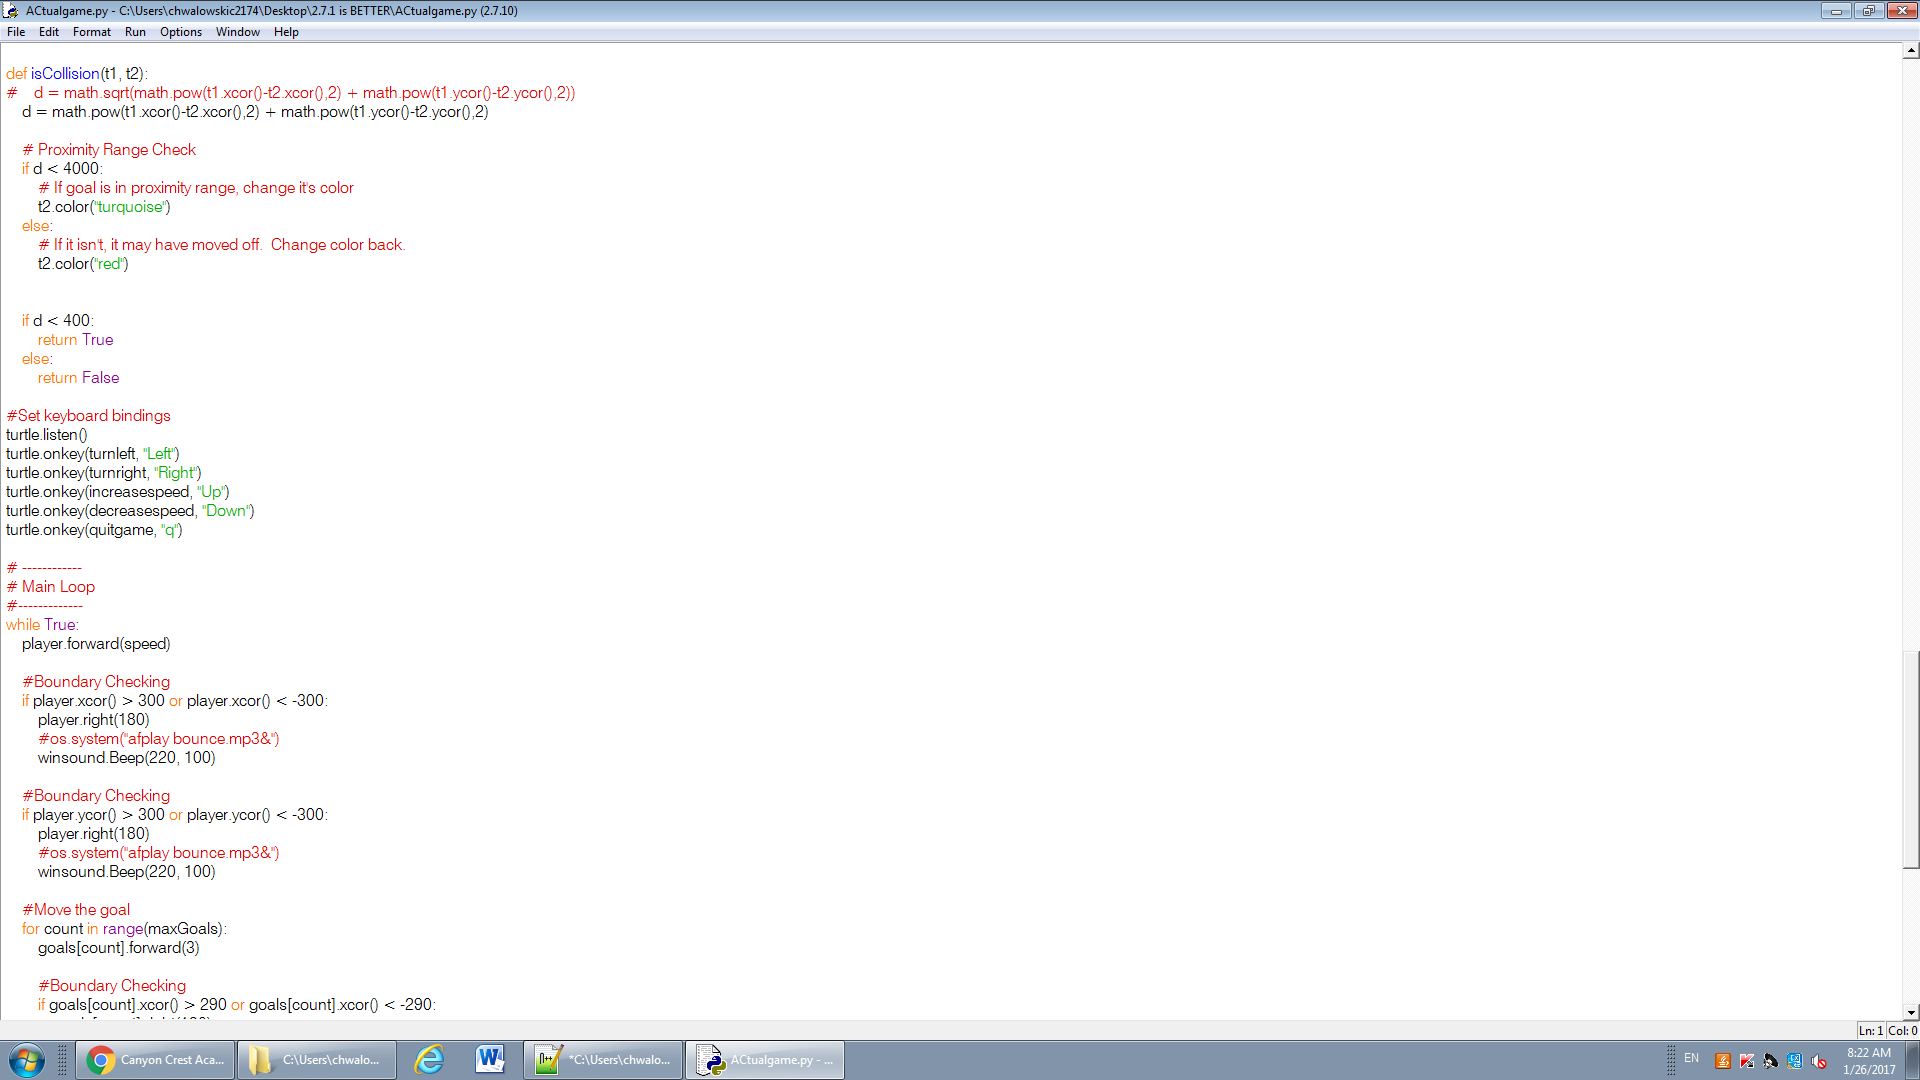 ACtualgame.py - C:\Users\chwalowskic2174\Desktop\2.7.1 is BETTER\ACtualgame.py (2.7.10)
File Edit Format Run Options Window Help
def isCollision(t1, t2):
#    d = math.sqrt(math.pow(t1.xcor()-t2.xcor(),2) + math.pow(t1.ycor()-t2.ycor(),2))
    d = math.pow(t1.xcor()-t2.xcor(),2) + math.pow(t1.ycor()-t2.ycor(),2)
    # Proximity Range Check
    if d < 4000:
        # If goal is in proximity range, change it's color
        t2.color("turquoise")
    else:
        # If it isn't, it may have moved off.  Change color back.
        t2.color("red")
    if d < 400:
        return True
    else:
        return False
#Set keyboard bindings
turtle.listen()
turtle.onkey(turnleft, "Left")
turtle.onkey(turnright, "Right")
turtle.onkey(increasespeed, "Up")
turtle.onkey(decreasespeed, "Down")
turtle.onkey(quitgame, "q")
# ------------
# Main Loop
#-------------
while True:
    player.forward(speed)
    #Boundary Checking
    if player.xcor() > 300 or player.xcor() < -300:
        player.right(180)
        #os.system("afplay bounce.mp3&")
        winsound.Beep(220, 100)
    #Boundary Checking
    if player.ycor() > 300 or player.ycor() < -300:
        player.right(180)
        #os.system("afplay bounce.mp3&")
        winsound.Beep(220, 100)
    #Move the goal
    for count in range(maxGoals):
        goals[count].forward(3)
        #Boundary Checking
        if goals[count].xcor() > 290 or goals[count].xcor() < -290:
Ln: 1 Col: 0
Canyon Crest Aca...
C:\Users\chwalo...
*C:\Users\chwalo...
ACtualgame.py - ...
EN
8:22 AM
1/26/2017